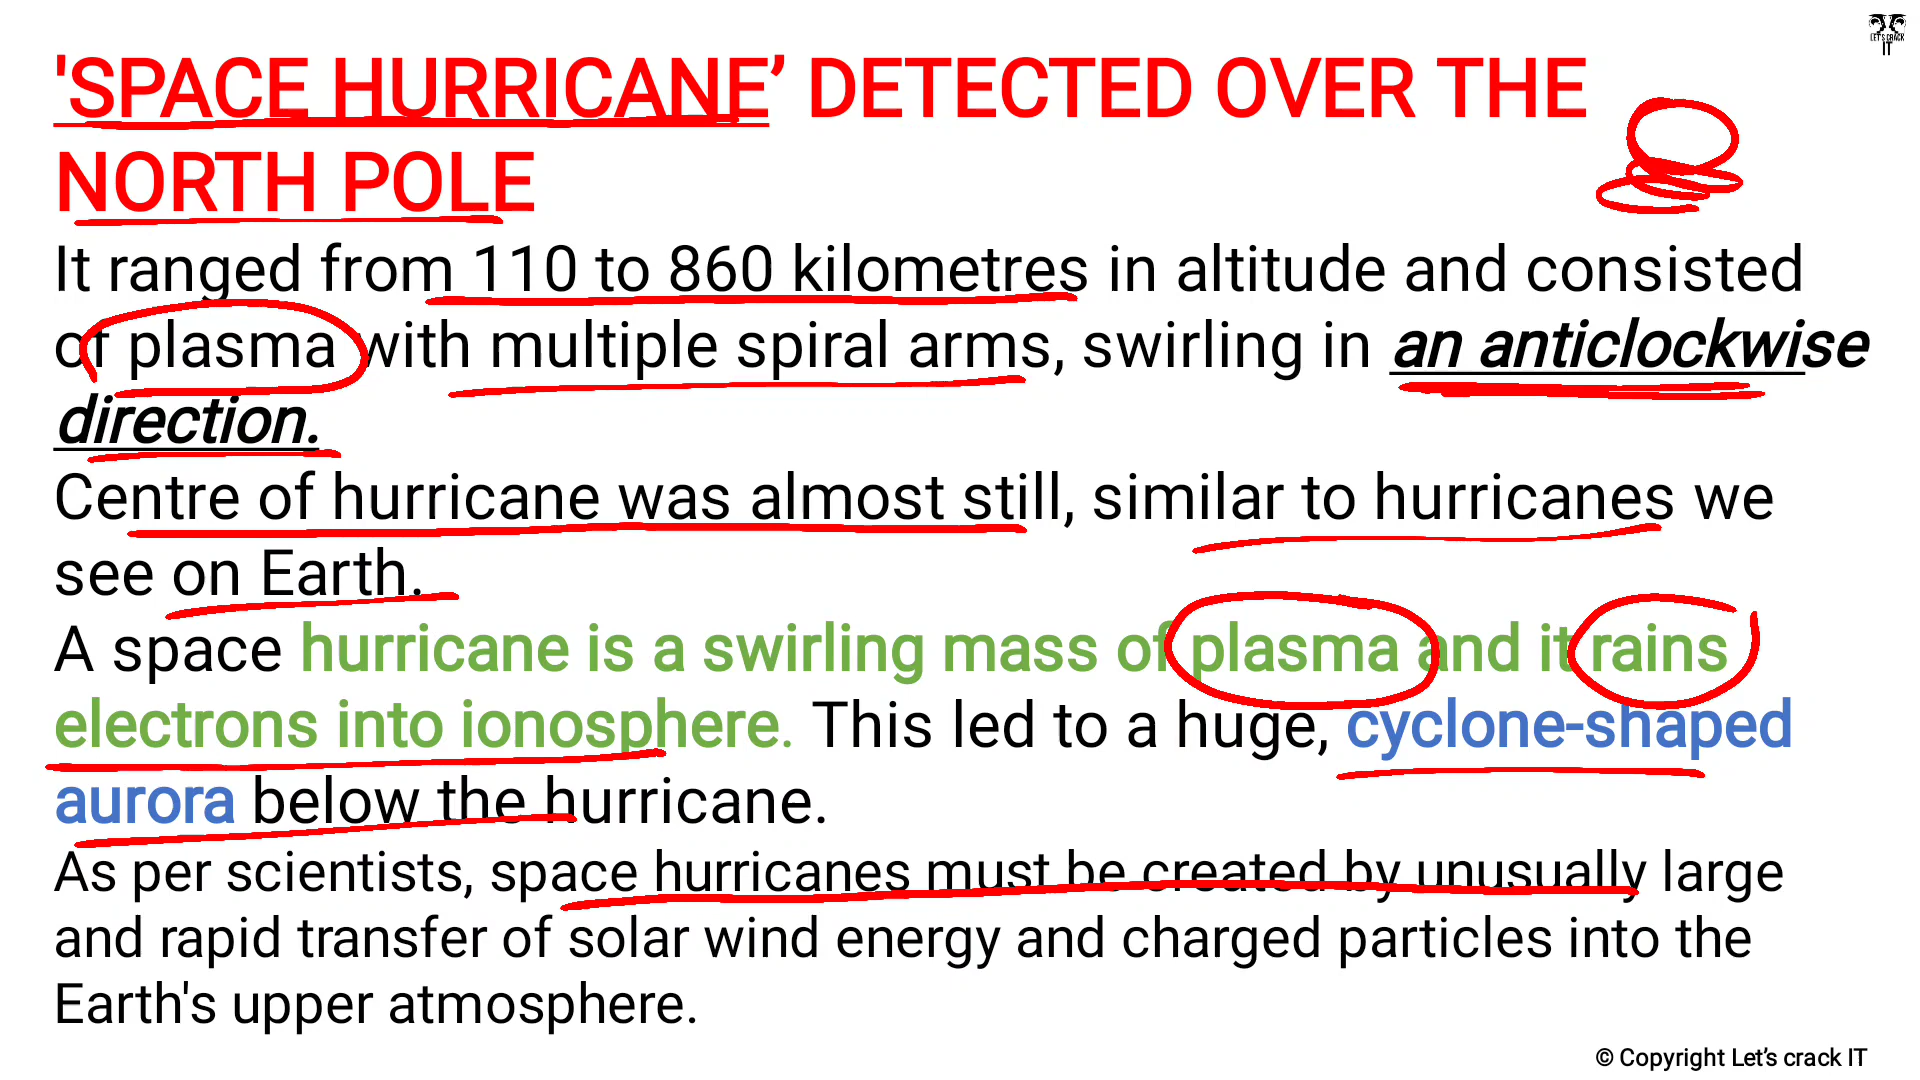 LET'S CRACK
IT
'SPACE HURRICANE’ DETECTED OVER THE
NORTH POLE
It ranged from 110 to 860 kilometres in altitude and consisted
of plasma with multiple spiral arms, swirling in an anticlockwise
direction.
Centre of hurricane was almost still, similar to hurricanes we
see on Earth.
A space hurricane is a swirling mass of plasma and it rains
electrons into ionosphere. This led to a huge, cyclone-shaped
aurora below the hurricane.
As per scientists, space hurricanes must be created by unusually large
and rapid transfer of solar wind energy and charged particles into the
Earth's upper atmosphere.
© Copyright Let’s crack IT